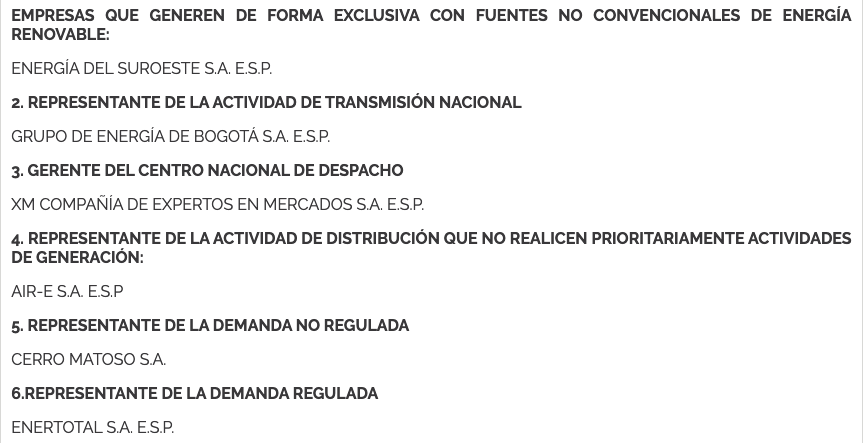 EMPRESAS QUE GENEREN DE FORMA EXCLUSIVA CON FUENTES NO CONVENCIONALES DE ENERGÍA
RENOVABLE:
ENERGÍA DEL SUROESTE S.A. E.S.P.
2. REPRESENTANTE DE LA ACTIVIDAD DE TRANSMISIÓN NACIONAL
GRUPO DE ENERGÍA DE BOGOTÁ S.A. E.S.P.
3. GERENTE DEL CENTRO NACIONAL DE DESPACHO
XM COMPAÑÍA DE EXPERTOS EN MERCADOS S.A. E.S.P.
4. REPRESENTANTE DE LA ACTIVIDAD DE DISTRIBUCIÓN QUE NO REALICEN PRIORITARIAMENTE ACTIVIDADES
DE GENERACIÓN:
AIR-E S.A. E.S.P
5. REPRESENTANTE DE LA DEMANDA NO REGULADA
CERRO MATOSO S.A.
6.REPRESENTANTE DE LA DEMANDA REGULADA
ENERTOTAL S.A. E.S.P.